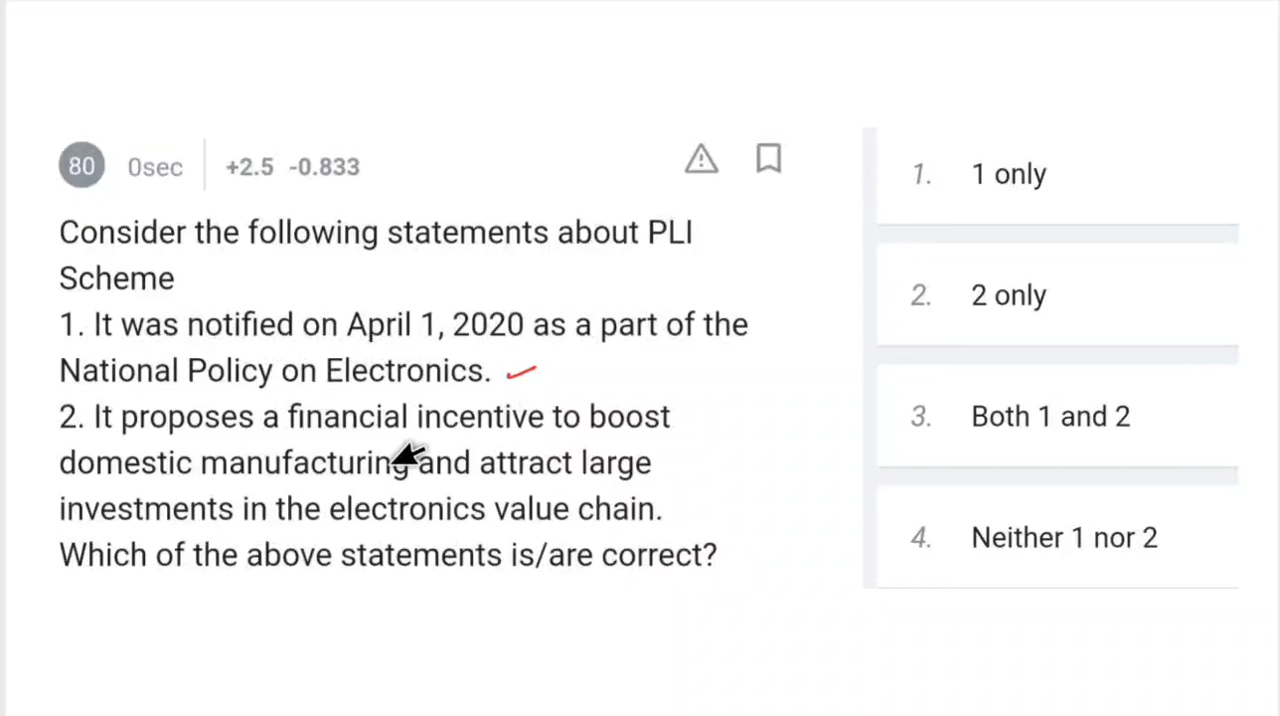 80 0sec +2.5 -0.833
Consider the following statements about PLI
Scheme
1. It was notified on April 1, 2020 as a part of the
National Policy on Electronics.
2. It proposes a financial incentive to boost
domestic manufacturing and attract large
investments in the electronics value chain.
Which of the above statements is/are correct?
1. 1 only
2. 2 only
3. Both 1 and 2
4. Neither 1 nor 2